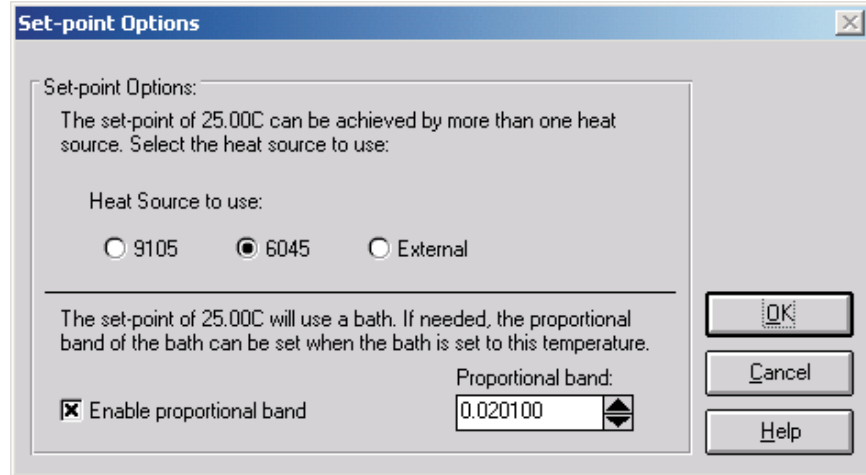 Set-point Options
Set-point Options:
The set-point of 25.00C can be achieved by more than one heat
source. Select the heat source to use:
Heat Source to use:
9105 6045 External
The set-point of 25.00C will use a bath. If needed, the proportional
band of the bath can be set when the bath is set to this temperature.
Proportional band:
Enable proportional band 0.020100
OK
Cancel
Help